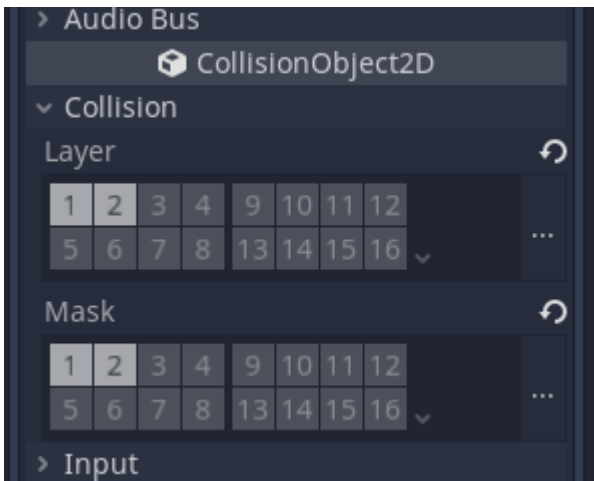 Audio Bus
CollisionObject2D
Collision
Layer
1 2 3 4 9 10 11 12
5 6 7 8 13 14 15 16
...
Mask
1 2 3 4 9 10 11 12
5 6 7 8 13 14 15 16
...
Input